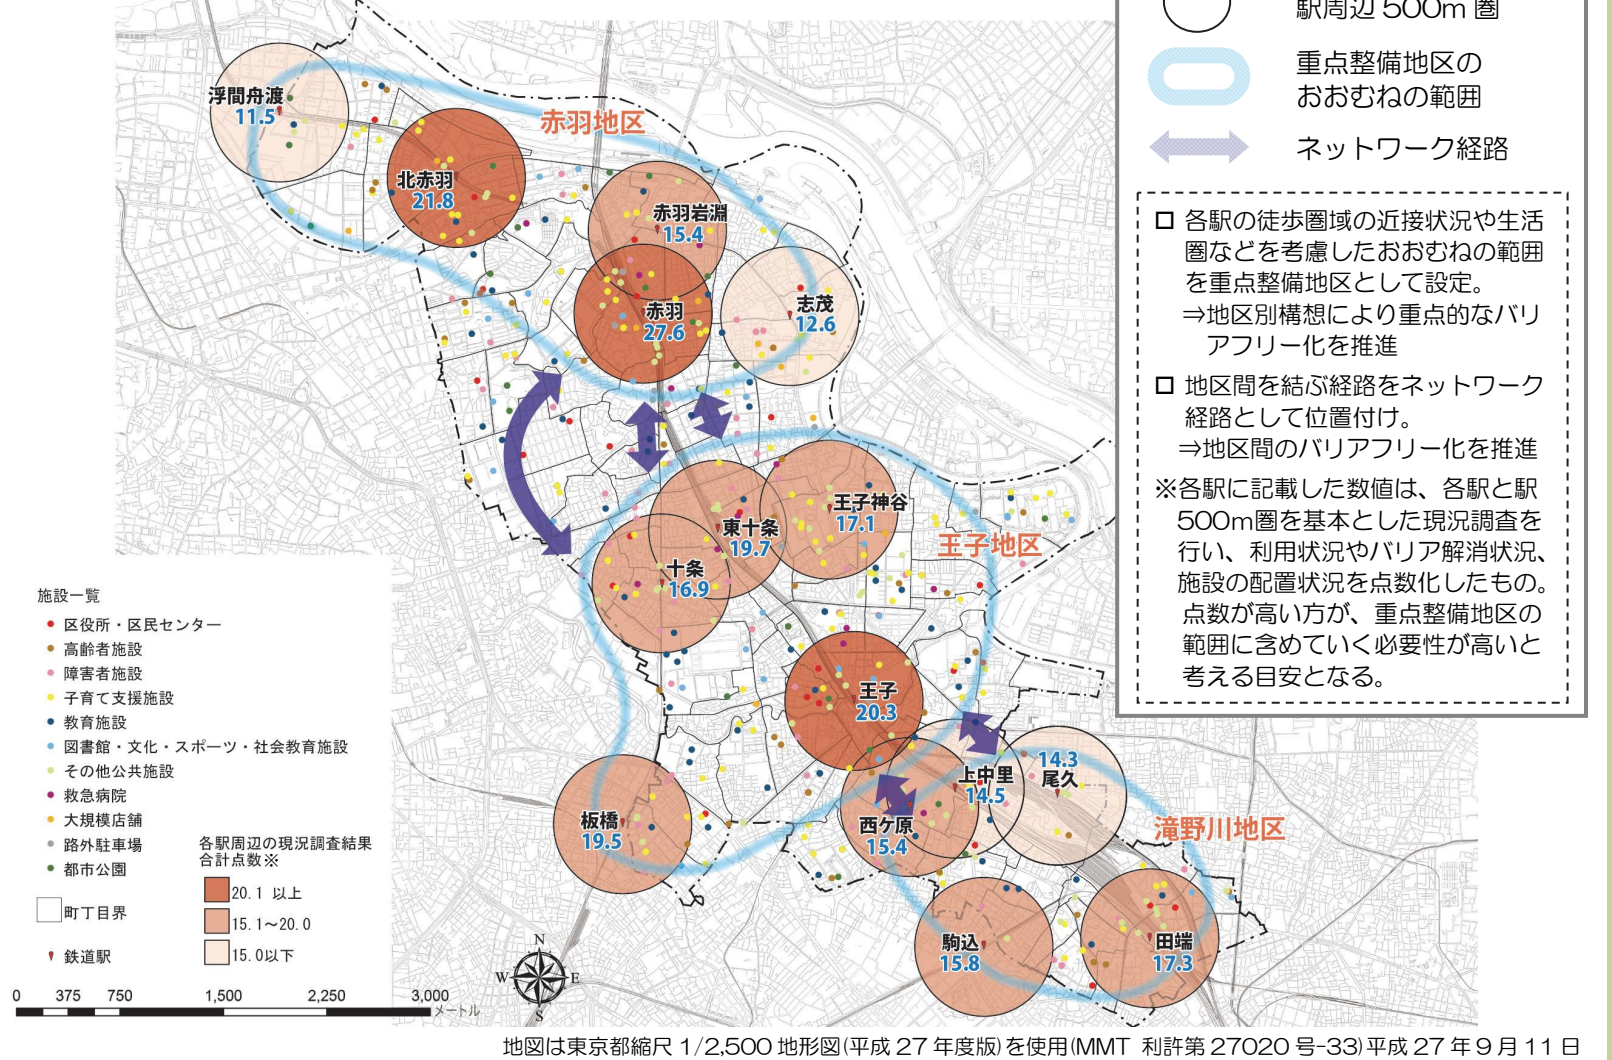 駅周辺 500m 圏
重点整備地区の
おおむねの範囲
ネットワーク経路
□ 各駅の徒歩圏域の近接状況や生活
圏などを考慮したおおむねの範囲
を重点整備地区として設定。
⇒地区別構想により重点的なバリ
アフリー化を推進
□ 地区間を結ぶ経路をネットワーク
経路として位置付け。
⇒地区間のバリアフリー化を推進
※各駅に記載した数値は、各駅と駅
500m圏を基本とした現況調査を
行い、利用状況やバリア解消状況、
施設の配置状況を点数化したもの。
点数が高い方が、重点整備地区の
範囲に含めていく必要性が高いと
考える目安となる。
浮間舟渡
11.5
赤羽地区
北赤羽
21.8
赤羽岩淵
15.4
赤羽
27.6
志茂
12.6
王子神谷
17.1
東十条
19.7
王子地区
十条
16.9
王子
20.3
上中里
14.5
14.3
尾久
西ケ原
15.4
板橋
19.5
滝野川地区
駒込
15.8
田端
17.3
施設一覧
区役所・区民センター
高齢者施設
障害者施設
子育て支援施設
教育施設
図書館・文化・スポーツ・社会教育施設
その他公共施設
救急病院
大規模店舗
路外駐車場
都市公園
町丁目界
鉄道駅
各駅周辺の現況調査結果
合計点数※
20.1 以上
15.1~20.0
15.0以下
N
W E
S
0 375 750 1,500 2,250 3,000
メートル
地図は東京都縮尺 1/2,500 地形図(平成 27 年度版)を使用(MMT 利許第 27020 号-33)平成 27 年 9 月 11 日